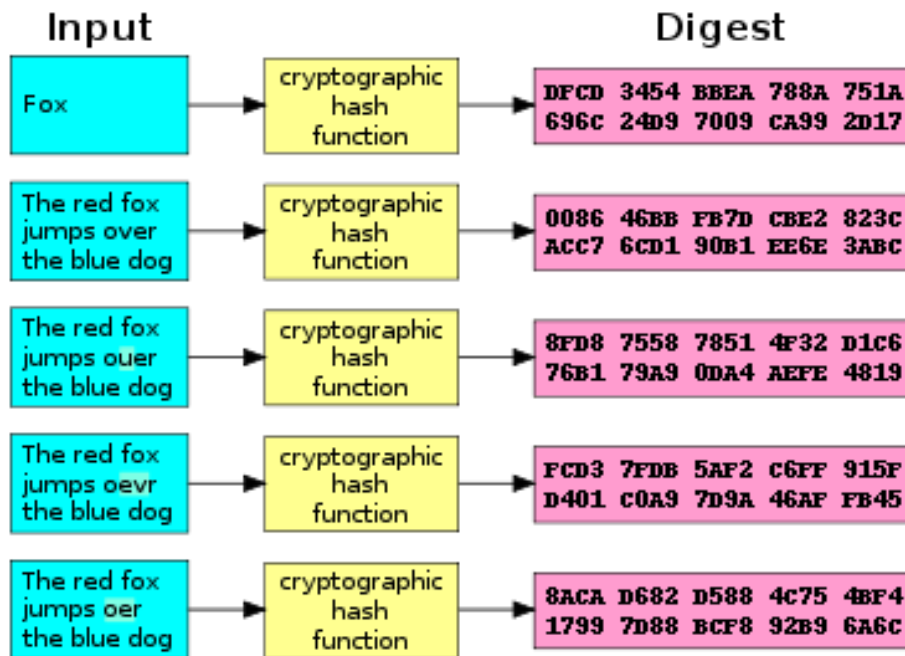 Input
Digest
Fox
cryptographic
hash
function
DFCD 3454 BBEA 788A 751A
696C 24D9 7009 CA99 2D17
The red fox
jumps over
the blue dog
cryptographic
hash
function
0086 46BB FB7D CBE2 823C
ACC7 6CD1 90B1 EE6E 3ABC
The red fox
jumps ouer
the blue dog
cryptographic
hash
function
8FD8 7558 7851 4F32 D1C6
76B1 79A9 0DA4 AEFE 4819
The red fox
jumps oevr
the blue dog
cryptographic
hash
function
FCD3 7FDB 5AF2 C6FF 915F
D401 C0A9 7D9A 46AF FB45
The red fox
jumps oer
the blue dog
cryptographic
hash
function
8ACA D682 D588 4C75 4BF4
1799 7D88 BCF8 92B9 6A6C